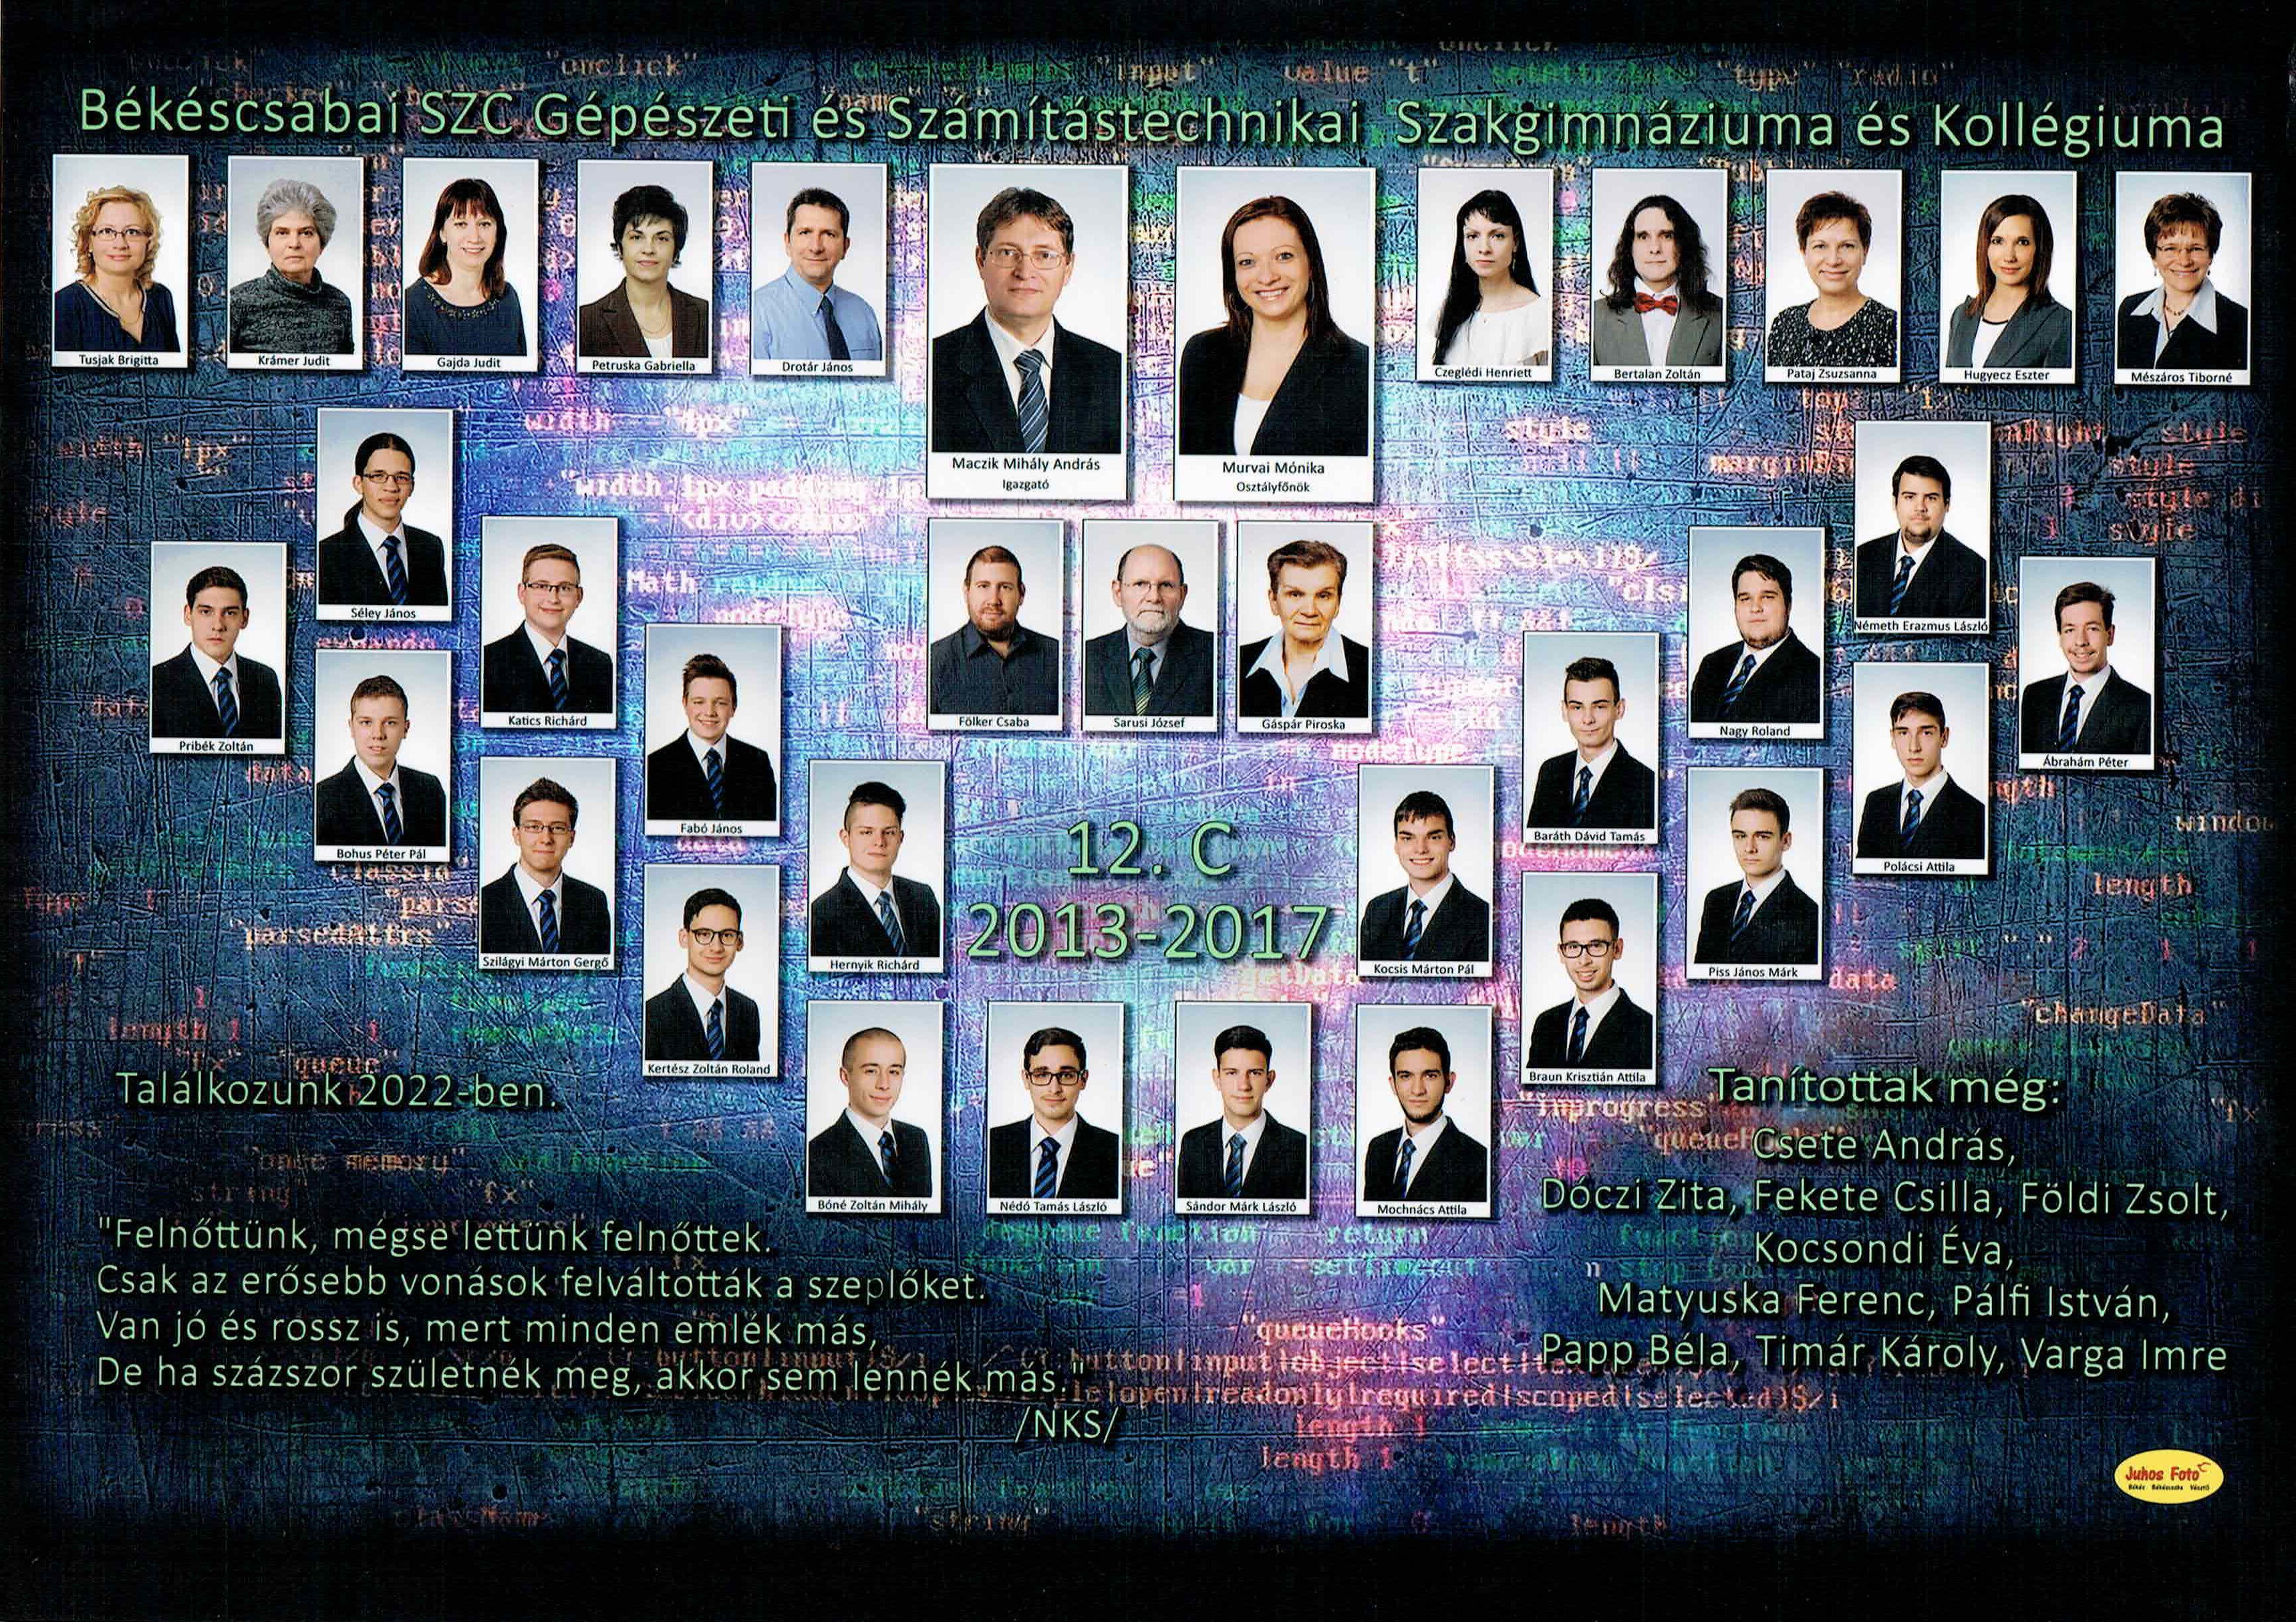 Békéscsabai SZC Gépészeti és Számítástechnikai Szakgimnáziuma és Kollégiuma
Tusjak Brigitta
Krámer Judit
Gajda Judit
Petruska Gabriella
Drotár János
Maczik Mihály András
Igazgató
Murvai Mónika
Osztályfőnök
Czeglédi Henriett
Bertalan Zoltán
Pataj Zsuzsanna
Hugyecz Eszter
Mészáros Tiborné
Séley János
Németh Erazmus László
Pribék Zoltán
Katics Richárd
Fölker Csaba
Sarusi József
Gáspár Piroska
Nagy Roland
Ábrahám Péter
Bohus Péter Pál
Fabó János
Baráth Dávid Tamás
Polácsi Attila
Szilágyi Márton Gergő
Hernyik Richárd
12. C
2013-2017
Kocsis Márton Pál
Piss János Márk
Kertész Zoltán Roland
Braun Krisztián Attila
Bóné Zoltán Mihály
Nédó Tamás László
Sándor Márk László
Mochnács Attila
Találkozunk 2022-ben.
"Felnőttünk, mégse lettünk felnőttek.
Csak az erősebb vonások felváltották a szeplőket.
Van jó és rossz is, mert minden emlék más,
De ha százszor születnék meg, akkor sem lennék más."
/NKS/
Tanítottak még:
Csete András,
Dóczi Zita, Fekete Csilla, Földi Zsolt,
Kocsondi Éva,
Matyuska Ferenc, Pálfi István,
Papp Béla, Timár Károly, Varga Imre
Juhos Foto
Békés Békéscsaba Vésztő